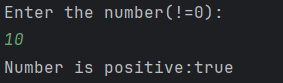 Enter the number(!=0):
10
Number is positive:true